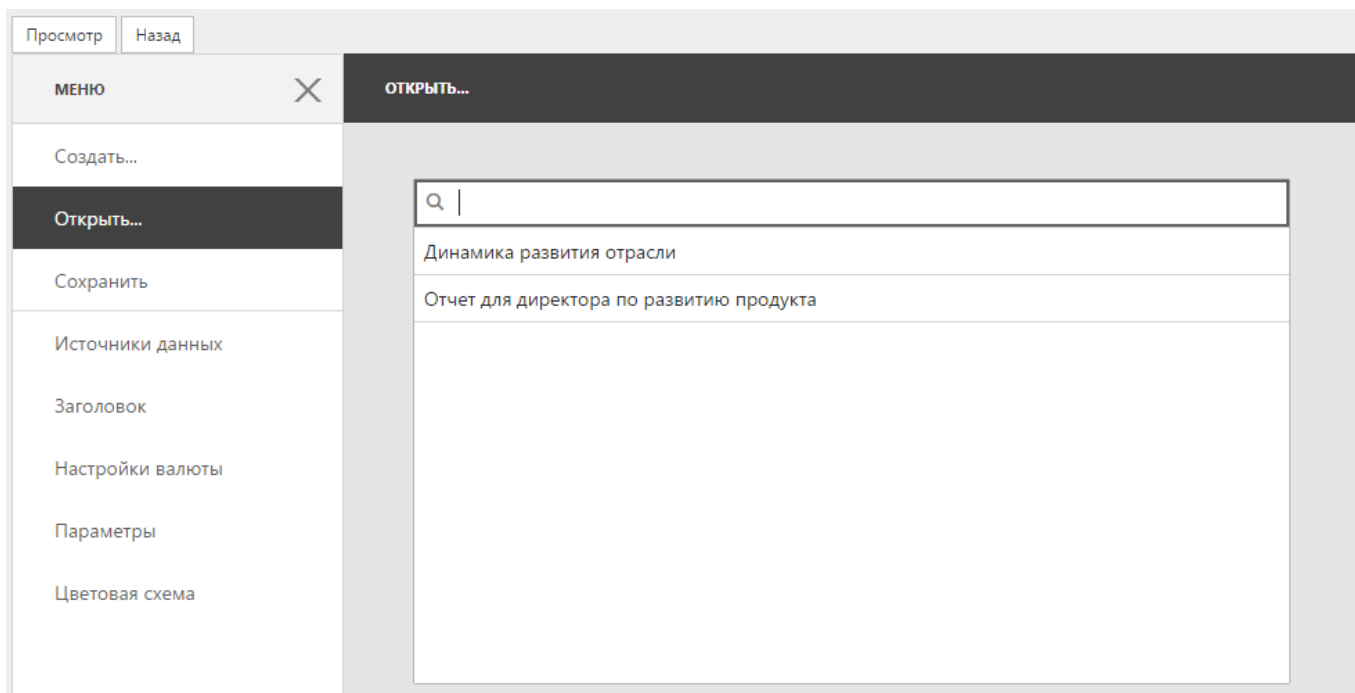 Просмотр Назад
МЕНЮ
ОТКРЫТЬ...
Создать...
Открыть...
Сохранить
Источники данных
Заголовок
Настройки валюты
Параметры
Цветовая схема
Динамика развития отрасли
Отчет для директора по развитию продукта